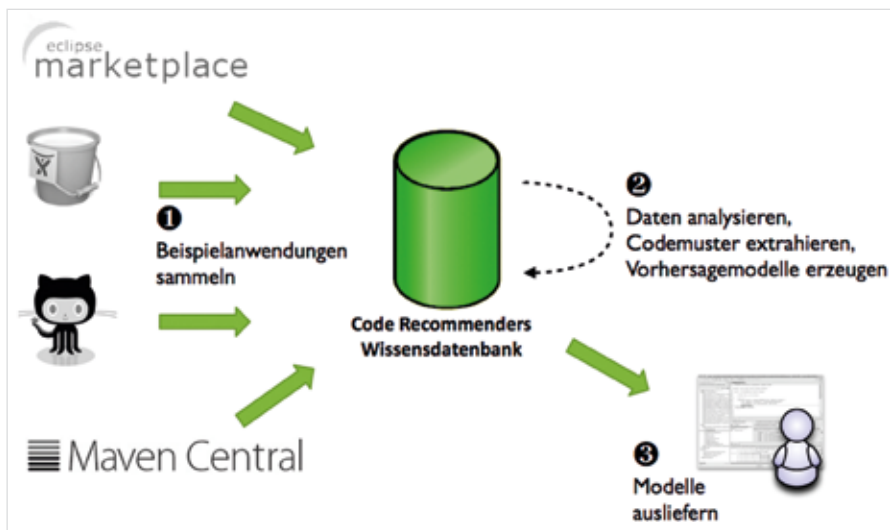 eclipse
marketplace
❶
Beispielanwendungen
sammeln
Code Recommenders
Wissensdatenbank
❷
Daten analysieren,
Codemuster extrahieren,
Vorhersagemodelle erzeugen
Maven Central
❸
Modelle
ausliefern